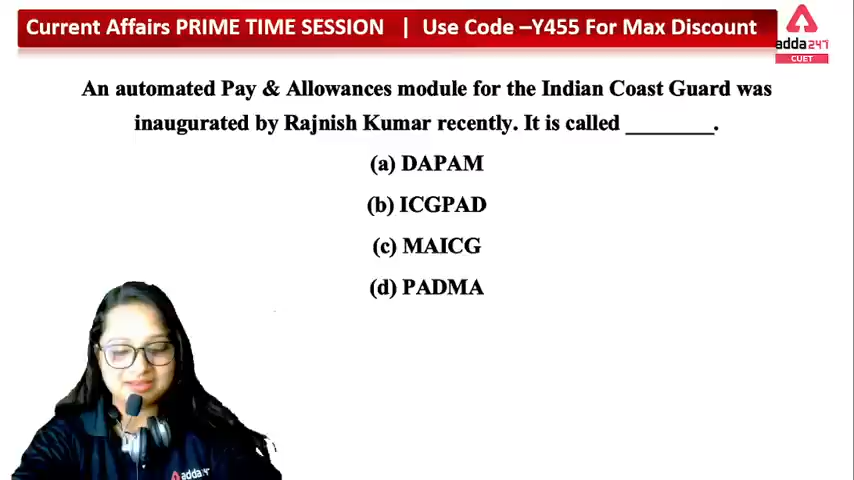 Current Affairs PRIME TIME SESSION | Use Code –Y455 For Max Discount
adda247
CUET
An automated Pay & Allowances module for the Indian Coast Guard was
inaugurated by Rajnish Kumar recently. It is called ________.
(a) DAPAM
(b) ICGPAD
(c) MAICG
(d) PADMA
adda247